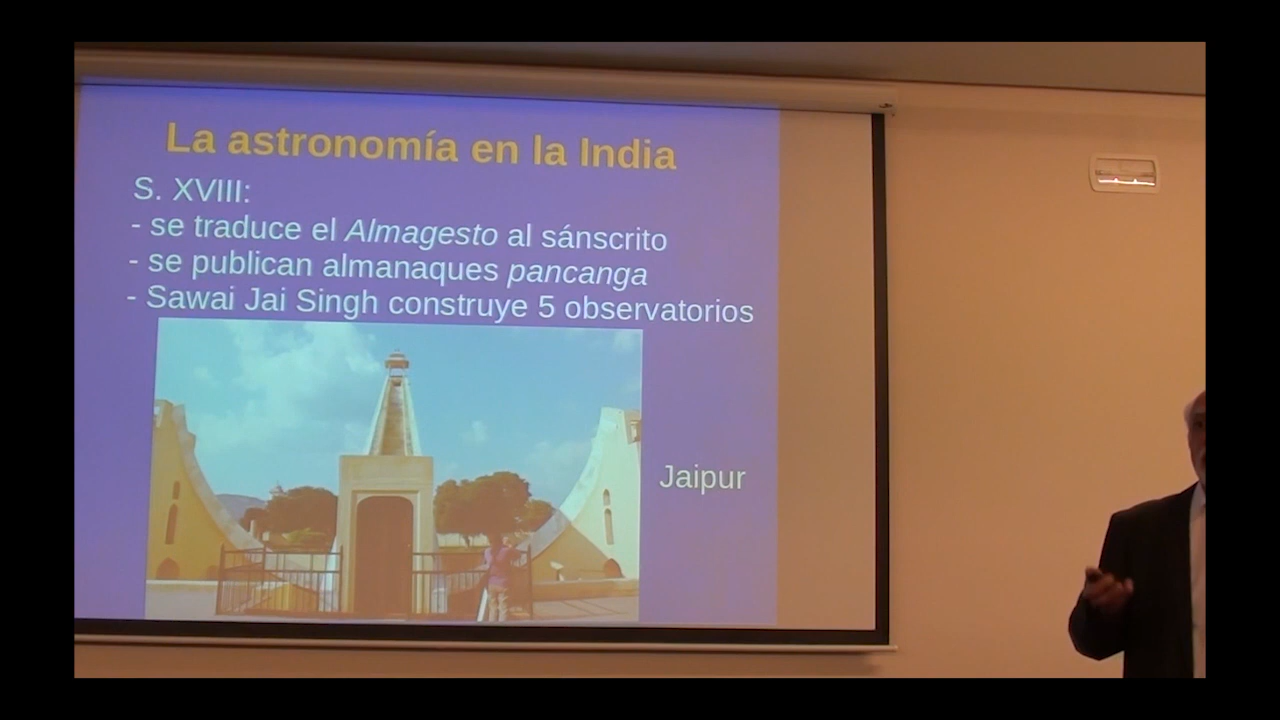 La astronomía en la India
S. XVIII:
- se traduce el Almagesto al sánscrito
- se publican almanaques pancanga
- Sawai Jai Singh construye 5 observatorios
Jaipur